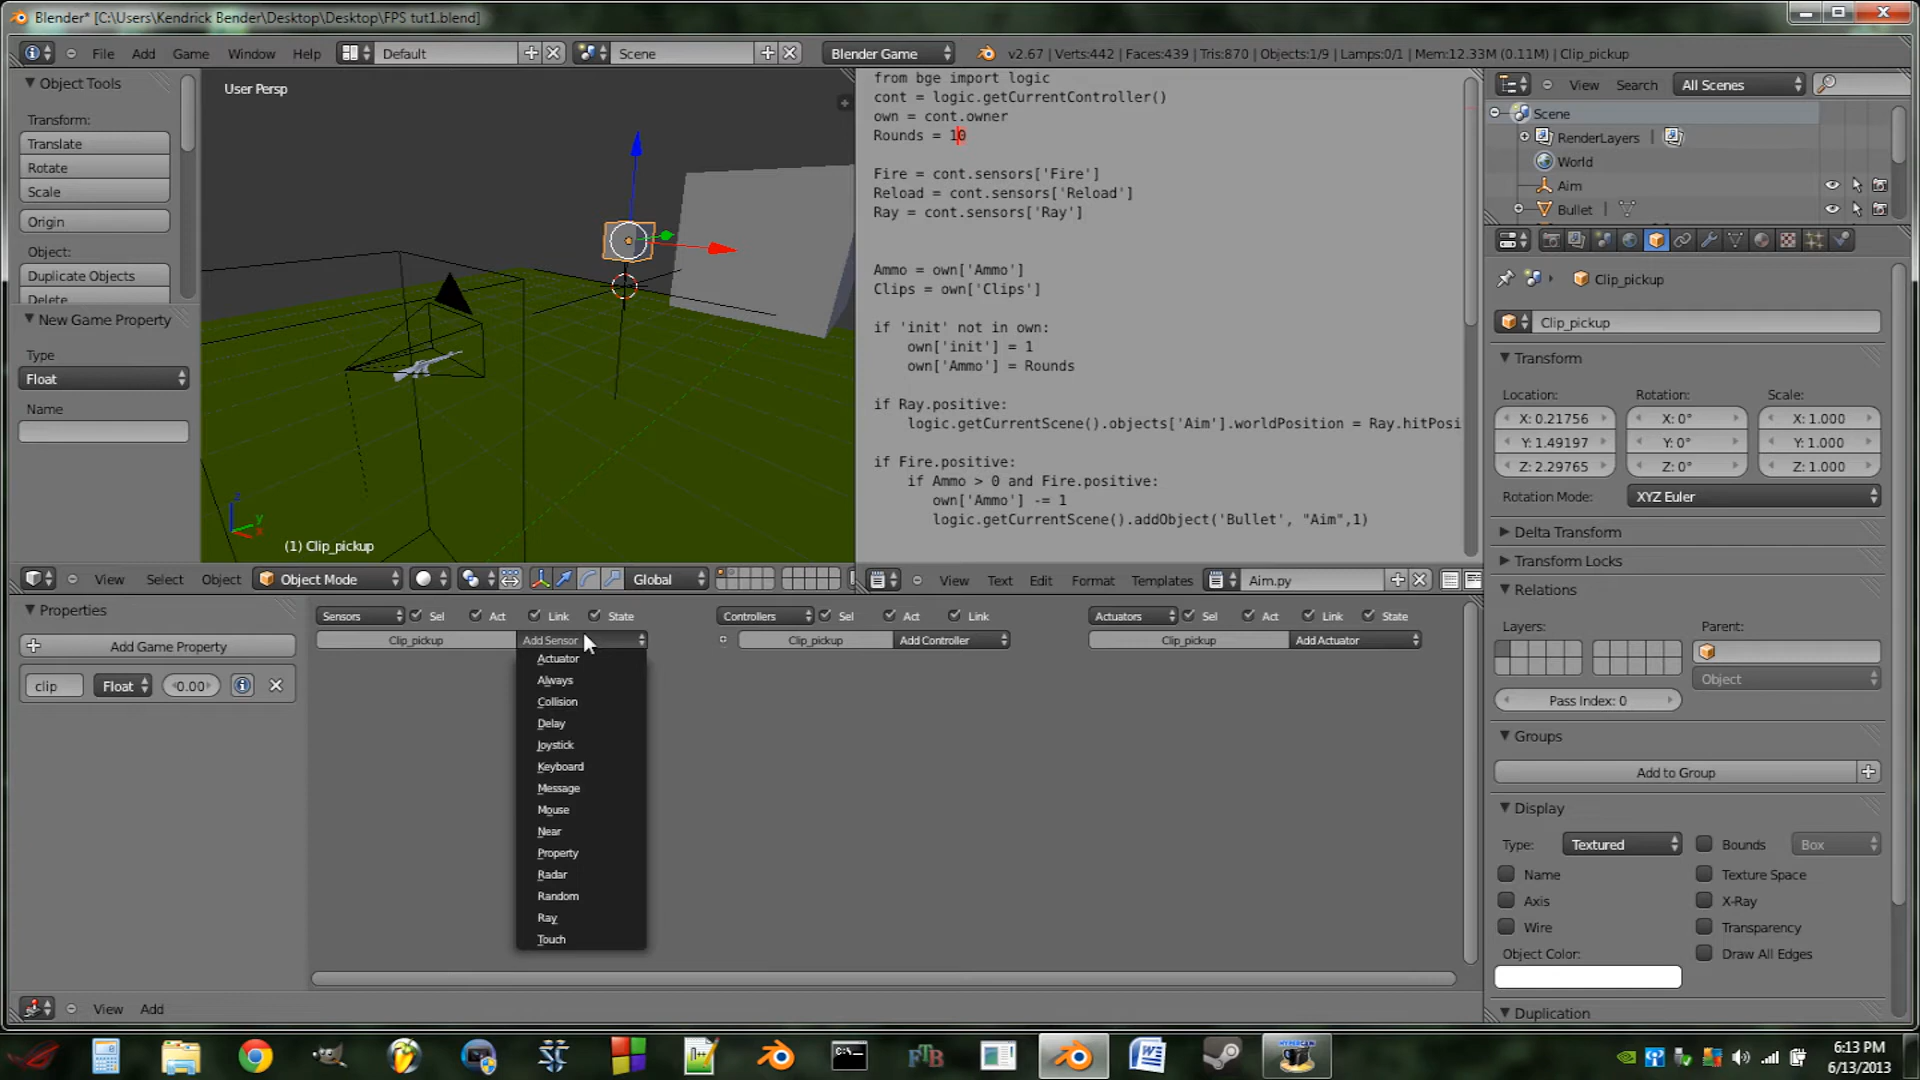 Blender* [C:\Users\Kendrick Bender\Desktop\Desktop\FPS tut1.blend]
File Add Game Window Help Default Scene Blender Game v2.67 | Verts:442 | Faces:439 | Tris:870 | Objects:1/9 | Lamps:0/1 | Mem:12.33M (0.11M) | Clip_pickup
Object Tools
Transform:
Translate
Rotate
Scale
Origin
Object:
Duplicate Objects
Delete
New Game Property
Type
Float
Name
User Persp
z
y
x
(1) Clip_pickup
View Select Object Object Mode Global
from bge import logic
cont = logic.getCurrentController()
own = cont.owner
Rounds = 10
Fire = cont.sensors['Fire']
Reload = cont.sensors['Reload']
Ray = cont.sensors['Ray']
Ammo = own['Ammo']
Clips = own['Clips']
if 'init' not in own:
own['init'] = 1
own['Ammo'] = Rounds
if Ray.positive:
logic.getCurrentScene().objects['Aim'].worldPosition = Ray.hitPosi
if Fire.positive:
if Ammo > 0 and Fire.positive:
own['Ammo'] -= 1
logic.getCurrentScene().addObject('Bullet', "Aim",1)
View Text Edit Format Templates Aim.py
View Search All Scenes
Scene
RenderLayers |
World
Aim
Bullet |
Clip_pickup
Clip_pickup
Transform
Location: Rotation: Scale:
X: 0.21756 X: 0° X: 1.000
Y: 1.49197 Y: 0° Y: 1.000
Z: 2.29765 Z: 0° Z: 1.000
Rotation Mode: XYZ Euler
Delta Transform
Transform Locks
Relations
Layers: Parent:
Object
Pass Index: 0
Groups
Add to Group
Display
Type: Textured Bounds Box
Name Texture Space
Axis X-Ray
Wire Transparency
Object Color: Draw All Edges
Duplication
Properties
Add Game Property
clip Float 0.00
Sensors Sel Act Link State Controllers Sel Act Link Actuators Sel Act Link State
Clip_pickup Add Sensor Clip_pickup Add Controller Clip_pickup Add Actuator
Actuator
Always
Collision
Delay
Joystick
Keyboard
Message
Mouse
Near
Property
Radar
Random
Ray
Touch
View Add
FTB
HYPERCAM
6:13 PM
6/13/2013